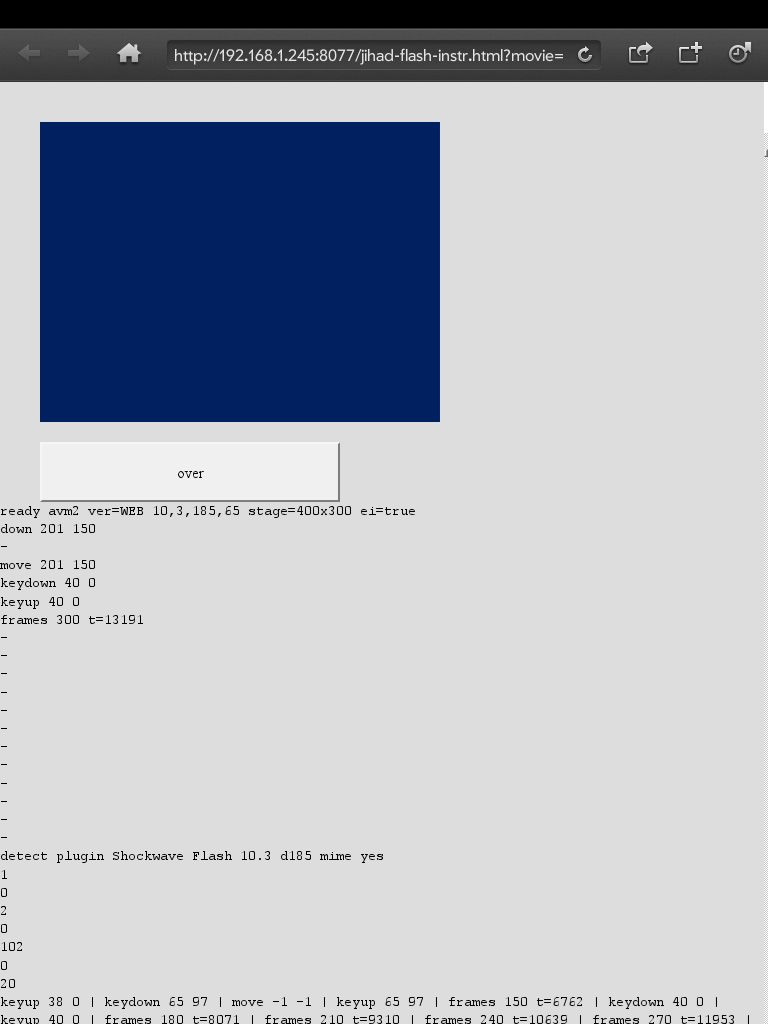 http://192.168.1.245:8077/jihad-flash-instr.html?movie=
over
ready avm2 ver=WEB 10,3,185,65 stage=400x300 ei=true
down 201 150
-
move 201 150
keydown 40 0
keyup 40 0
frames 300 t=13191
-
-
-
-
-
-
-
-
-
-
-
-
detect plugin Shockwave Flash 10.3 d185 mime yes
1
0
2
0
102
0
20
keyup 38 0 | keydown 65 97 | move -1 -1 | keyup 65 97 | frames 150 t=6762 | keydown 40 0 |
keyup 40 0 | frames 180 t=8071 | frames 210 t=9310 | frames 240 t=10639 | frames 270 t=11953 |